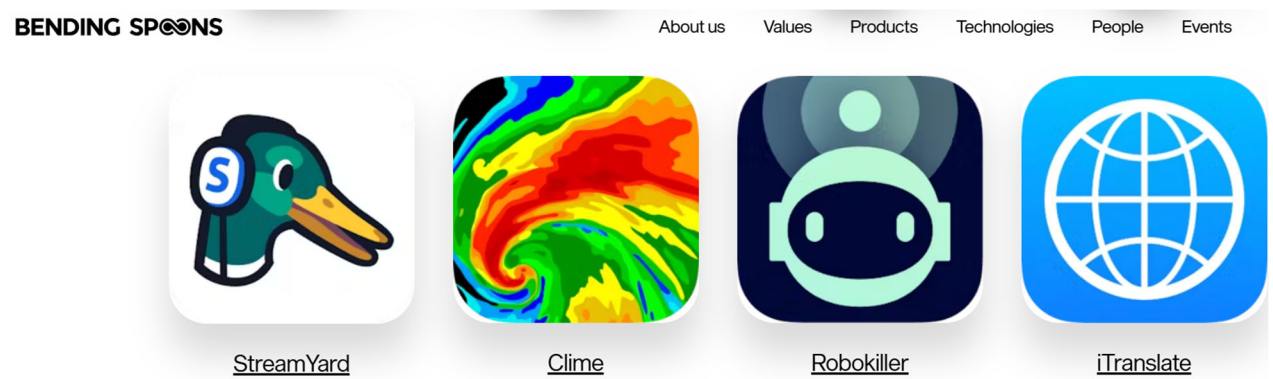 BENDING SPOONS About us Values Products Technologies People Events
S
StreamYard Clime Robokiller iTranslate